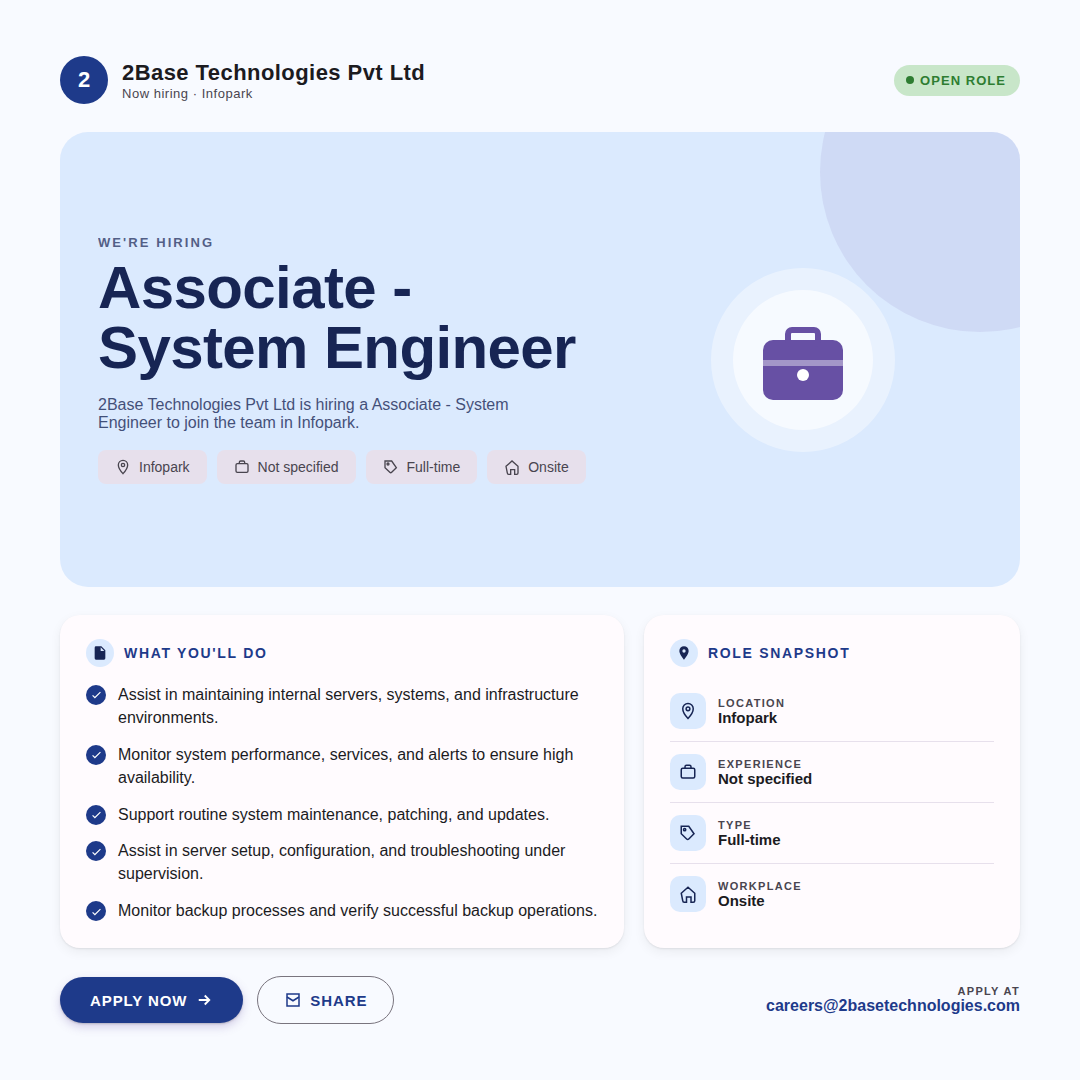 2
2Base Technologies Pvt Ltd
Now hiring · Infopark
OPEN ROLE
WE'RE HIRING
Associate -
System Engineer
2Base Technologies Pvt Ltd is hiring a Associate - System
Engineer to join the team in Infopark.
Infopark
Not specified
Full-time
Onsite
WHAT YOU'LL DO
Assist in maintaining internal servers, systems, and infrastructure
environments.
Monitor system performance, services, and alerts to ensure high
availability.
Support routine system maintenance, patching, and updates.
Assist in server setup, configuration, and troubleshooting under
supervision.
Monitor backup processes and verify successful backup operations.
ROLE SNAPSHOT
LOCATION
Infopark
EXPERIENCE
Not specified
TYPE
Full-time
WORKPLACE
Onsite
APPLY NOW
SHARE
APPLY AT
careers@2basetechnologies.com